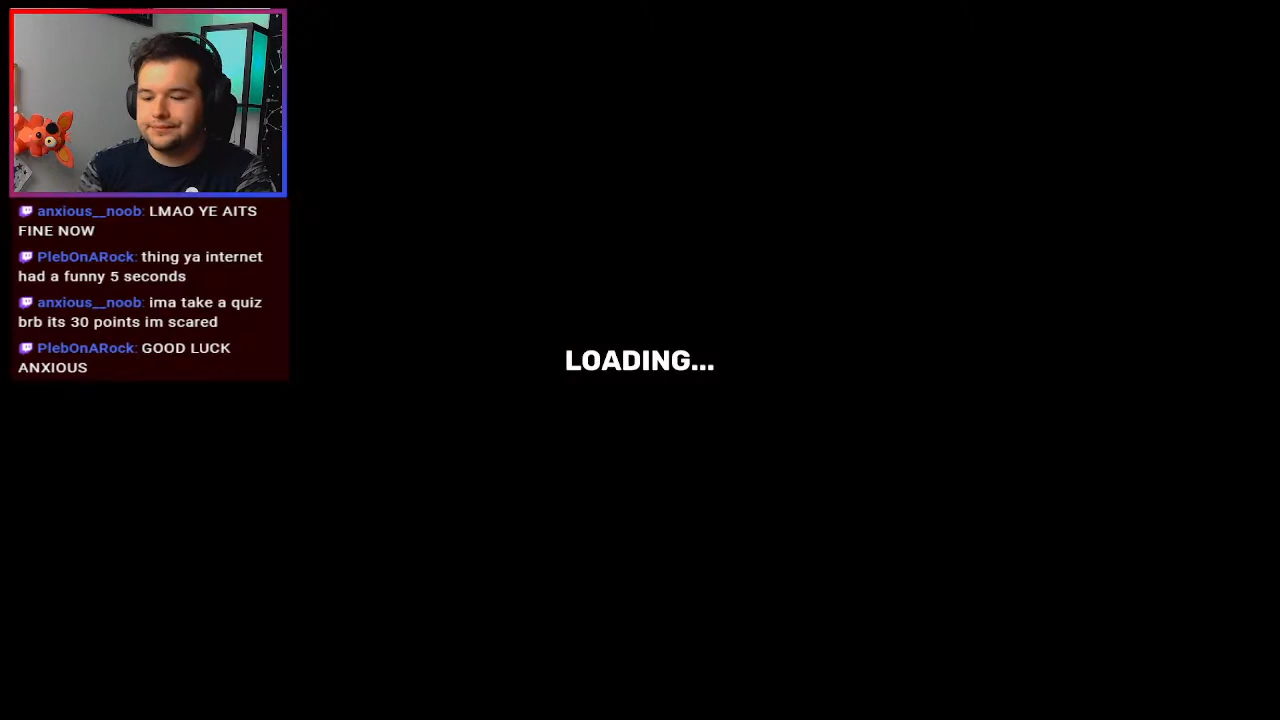 anxious__noob: LMAO YE AITS
FINE NOW
PlebOnARock: thing ya internet
had a funny 5 seconds
anxious__noob: ima take a quiz
brb its 30 points im scared
PlebOnARock: GOOD LUCK
ANXIOUS
LOADING...